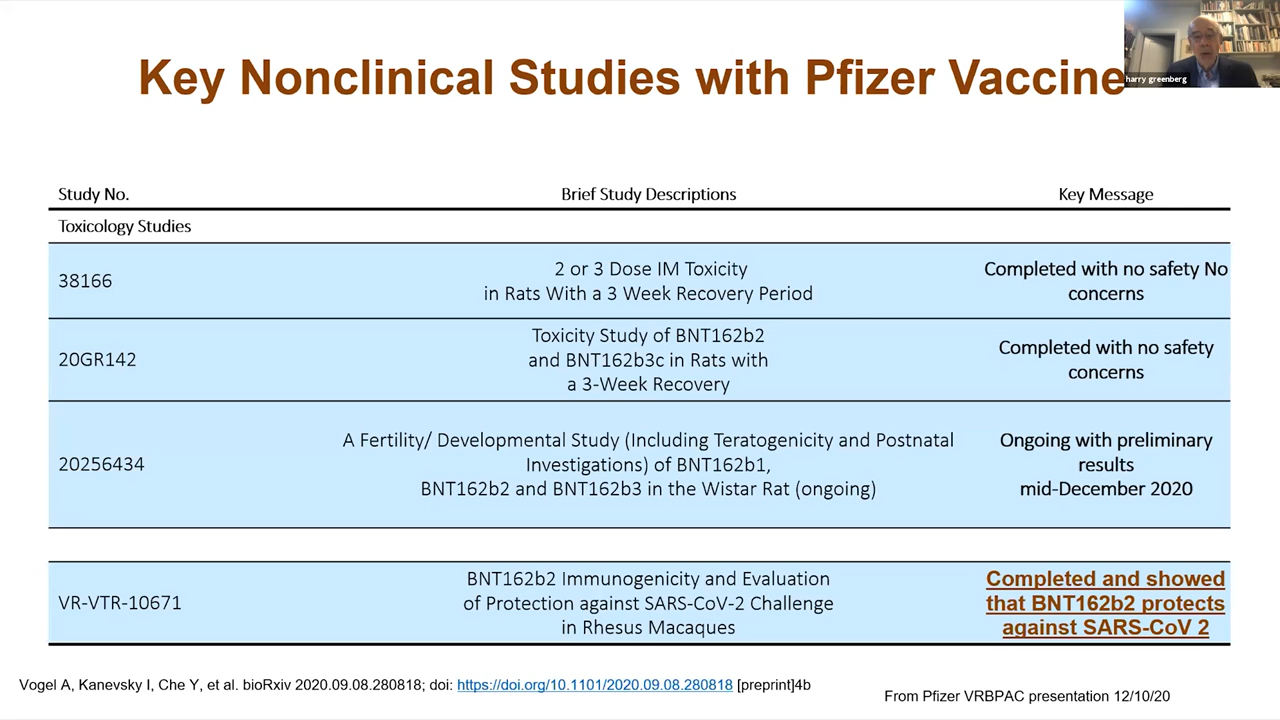 Key Nonclinical Studies with Pfizer Vaccine
harry greenberg
Study No.
Brief Study Descriptions
Key Message
Toxicology Studies
38166
2 or 3 Dose IM Toxicity
in Rats With a 3 Week Recovery Period
Completed with no safety No
concerns
20GR142
Toxicity Study of BNT162b2
and BNT162b3c in Rats with
a 3-Week Recovery
Completed with no safety
concerns
20256434
A Fertility/ Developmental Study (Including Teratogenicity and Postnatal
Investigations) of BNT162b1,
BNT162b2 and BNT162b3 in the Wistar Rat (ongoing)
Ongoing with preliminary
results
mid-December 2020
VR-VTR-10671
BNT162b2 Immunogenicity and Evaluation
of Protection against SARS-CoV-2 Challenge
in Rhesus Macaques
Completed and showed
that BNT162b2 protects
against SARS-CoV 2
Vogel A, Kanevsky I, Che Y, et al. bioRxiv 2020.09.08.280818; doi: https://doi.org/10.1101/2020.09.08.280818 [preprint]4b
From Pfizer VRBPAC presentation 12/10/20